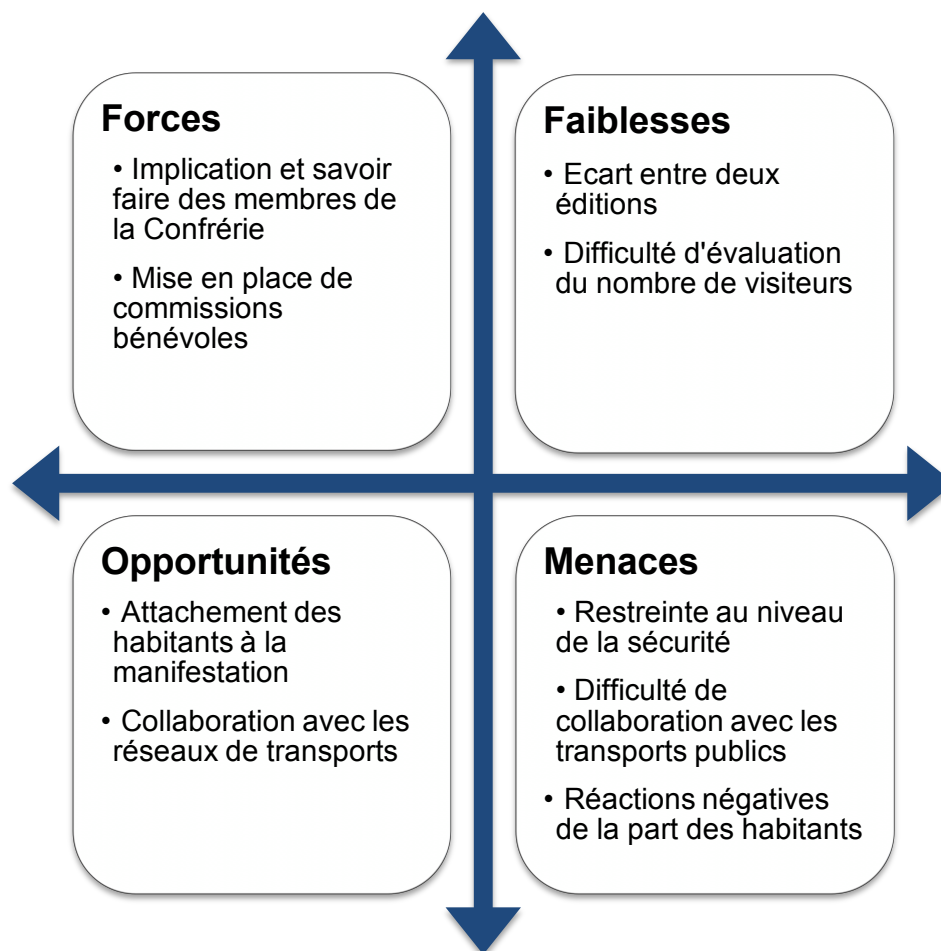 Forces
• Implication et savoir
faire des membres de
la Confrérie
• Mise en place de
commissions
bénévoles
Faiblesses
• Ecart entre deux
éditions
• Difficulté d'évaluation
du nombre de visiteurs
Opportunités
• Attachement des
habitants à la
manifestation
• Collaboration avec les
réseaux de transports
Menaces
• Restreinte au niveau
de la sécurité
• Difficulté de
collaboration avec les
transports publics
• Réactions négatives
de la part des habitants